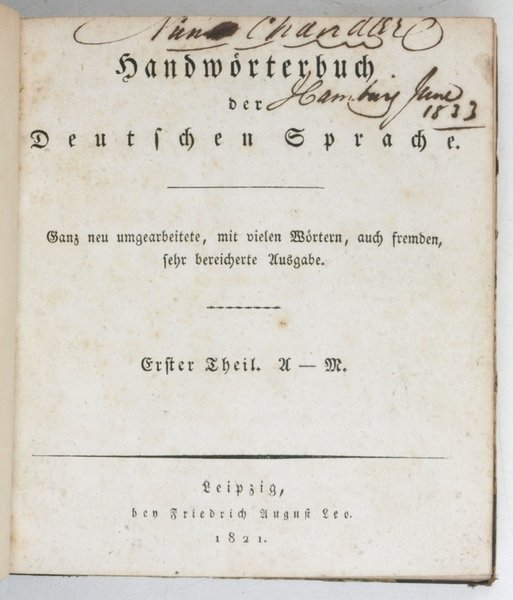 Chandler
Handwörterbuch
der
Hamburg June
1833
Deutschen Sprache.
Ganz neu umgearbeitete, mit vielen Wörtern, auch fremden,
sehr bereicherte Ausgabe.
Erster Theil. A — M.
Leipzig,
bey Friedrich August Leo.
1821.